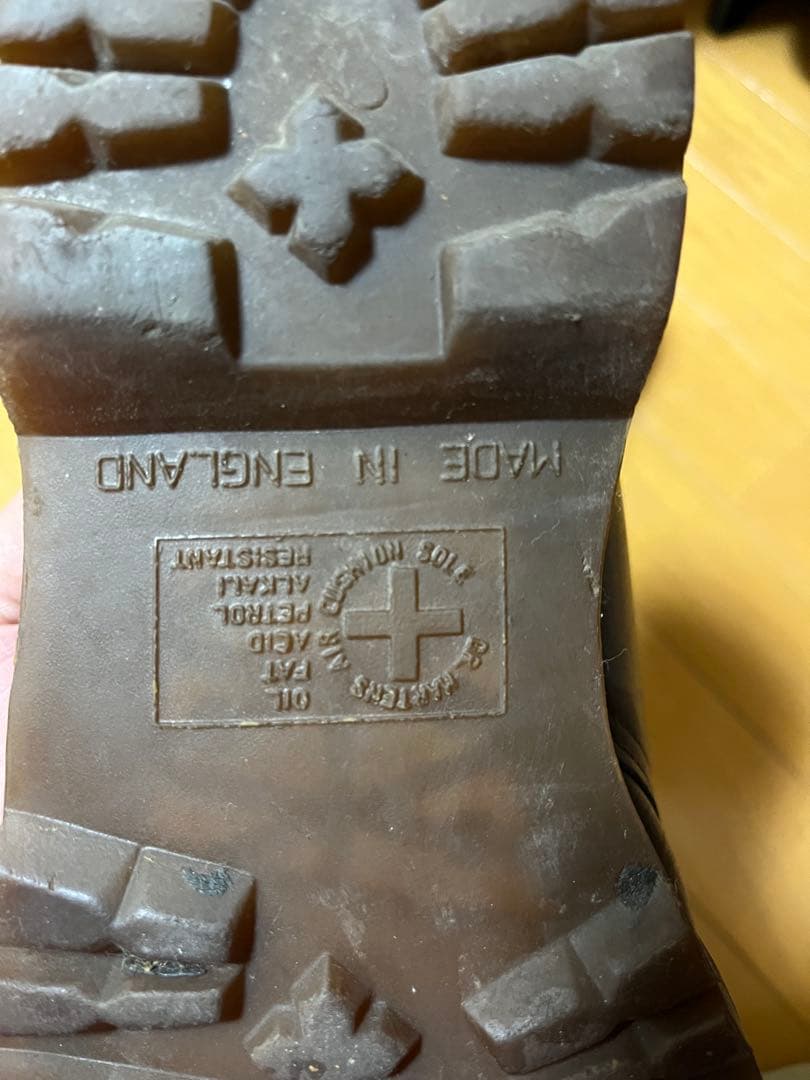 DR. MARTENS AIR CUSHION SOLE
OIL
FAT
ACID
PETROL
ALKALI
RESISTANT
MADE IN ENGLAND